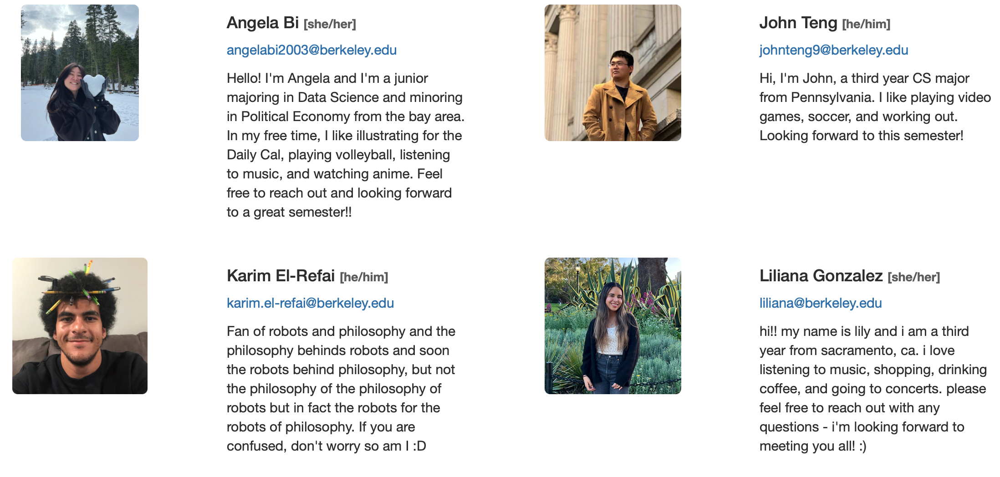 Angela Bi [she/her]
angelabi2003@berkeley.edu
Hello! I'm Angela and I'm a junior
majoring in Data Science and minoring
in Political Economy from the bay area.
In my free time, I like illustrating for the
Daily Cal, playing volleyball, listening
to music, and watching anime. Feel
free to reach out and looking forward
to a great semester!!
John Teng [he/him]
johnteng9@berkeley.edu
Hi, I'm John, a third year CS major
from Pennsylvania. I like playing video
games, soccer, and working out.
Looking forward to this semester!
Karim El-Refai [he/him]
karim.el-refai@berkeley.edu
Fan of robots and philosophy and the
philosophy behinds robots and soon
the robots behind philosophy, but not
the philosophy of the philosophy of
robots but in fact the robots for the
robots of philosophy. If you are
confused, don't worry so am I :D
Liliana Gonzalez [she/her]
liliana@berkeley.edu
hi!! my name is lily and i am a third
year from sacramento, ca. i love
listening to music, shopping, drinking
coffee, and going to concerts. please
feel free to reach out with any
questions - i'm looking forward to
meeting you all! :)